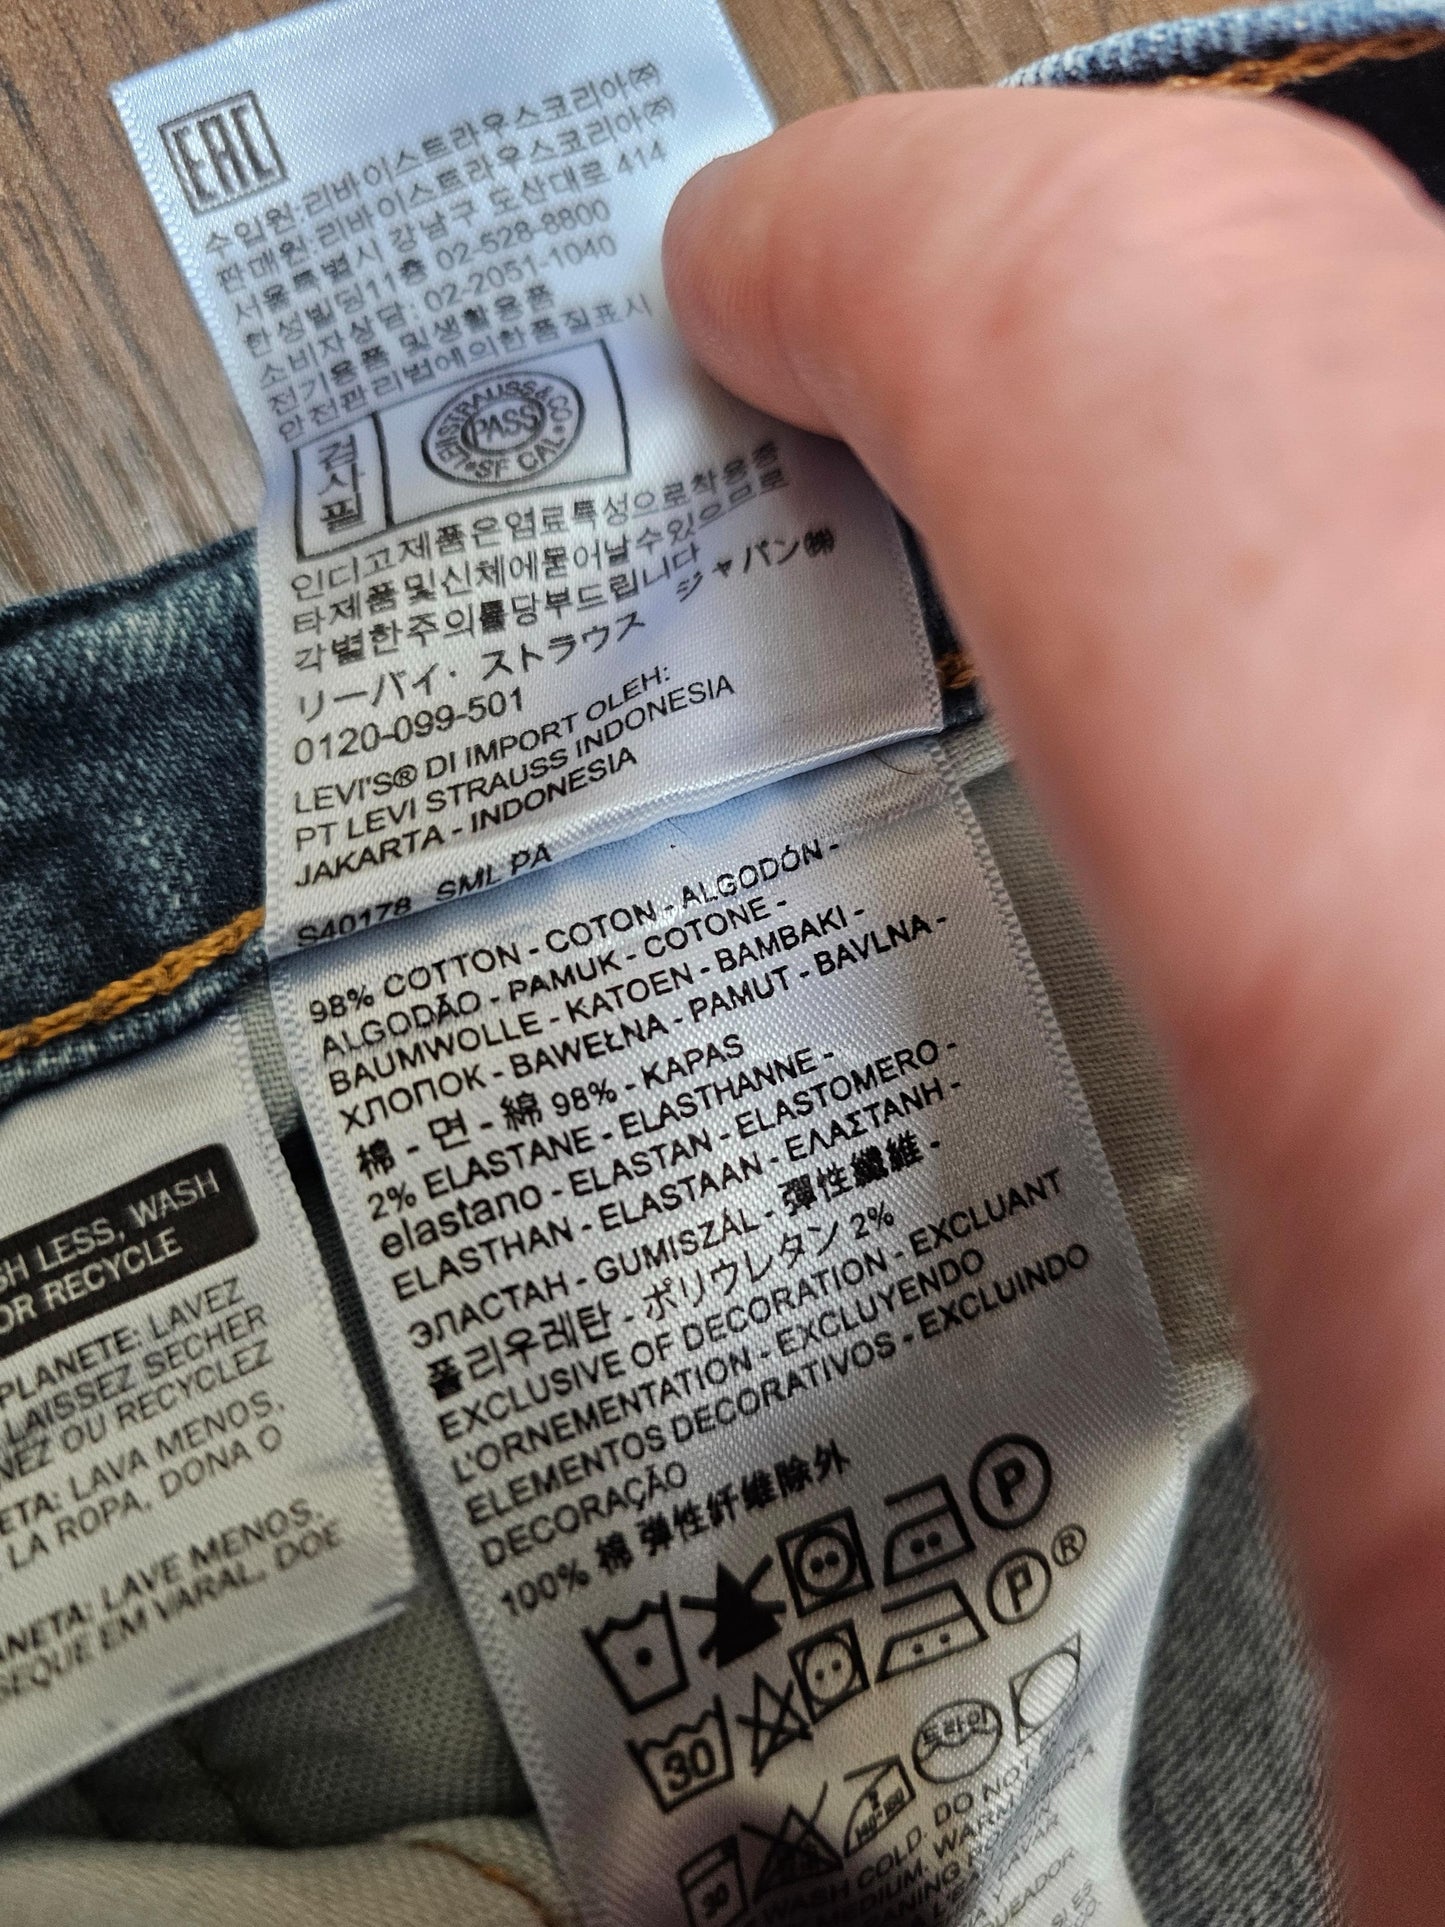 EAC
수입원:리바이스트라우스코리아㈜
판매원:리바이스트라우스코리아㈜
서울특별시 강남구 도산대로 414
한성빌딩11층 02-528-8800
소비자상담: 02-2051-1040
전기용품 및생활용품
안전관리법에의한품질표시
검사필
LEVI STRAUSS & CO. SF CAL
PASS
인디고제품은염료특성으로착용중
타제품및신체에묻어날수있으므로
각별한주의를당부드립니다
リーバイ・ストラウス ジャパン㈱
0120-099-501
LEVI'S® DI IMPORT OLEH:
PT LEVI STRAUSS INDONESIA
JAKARTA - INDONESIA
S40178 SML PA
98% COTTON - COTON - ALGODÓN -
ALGODÃO - PAMUK - COTONE -
BAUMWOLLE - KATOEN - BAMBAKI -
ХЛОПОК - BAWEŁNA - PAMUT - BAVLNA -
棉 - 면 - 綿 98% - KAPAS
2% ELASTANE - ELASTHANNE -
elastano - ELASTAN - ELASTOMERO -
ELASTHAN - ELASTAAN - ΕΛΑΣΤΑΝΗ -
ЭЛАСТАН - GUMISZÁL - 彈性纖維 -
폴리우레탄 - ポリウレタン 2%
EXCLUSIVE OF DECORATION - EXCLUANT
L'ORNEMENTATION - EXCLUYENDO
ELEMENTOS DECORATIVOS - EXCLUINDO
DECORAÇÃO
100% 棉 弹性纤维除外
P
30
P ®
드라이
30
WASH COLD. DO NOT
MEDIUM. WARM
LAVAR
SH LESS, WASH
OR RECYCLE
PLANETE: LAVEZ
LAISSEZ SECHER
NEZ OU RECYCLEZ
ETA: LAVA MENOS,
LA ROPA, DONA O
ANETA: LAVE MENOS,
SEQUE EM VARAL, DOE